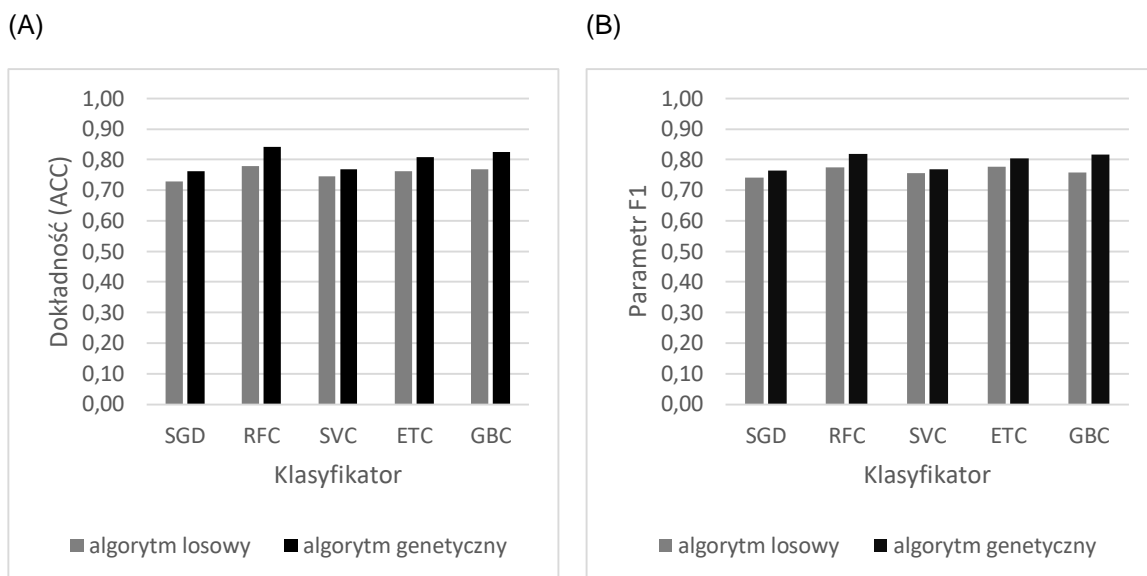 (A)
(B)
1,00
0,90
0,80
0,70
0,60
0,50
0,40
0,30
0,20
0,10
0,00
Dokładność (ACC)
SGD RFC SVC ETC GBC
Klasyfikator
algorytm losowy algorytm genetyczny
1,00
0,90
0,80
0,70
0,60
0,50
0,40
0,30
0,20
0,10
0,00
Parametr F1
SGD RFC SVC ETC GBC
Klasyfikator
algorytm losowy algorytm genetyczny